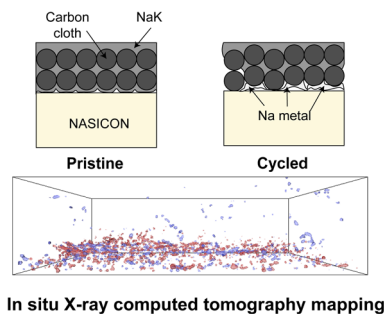 Carbon
cloth
NaK
NASICON
Na metal
Pristine
Cycled
In situ X-ray computed tomography mapping